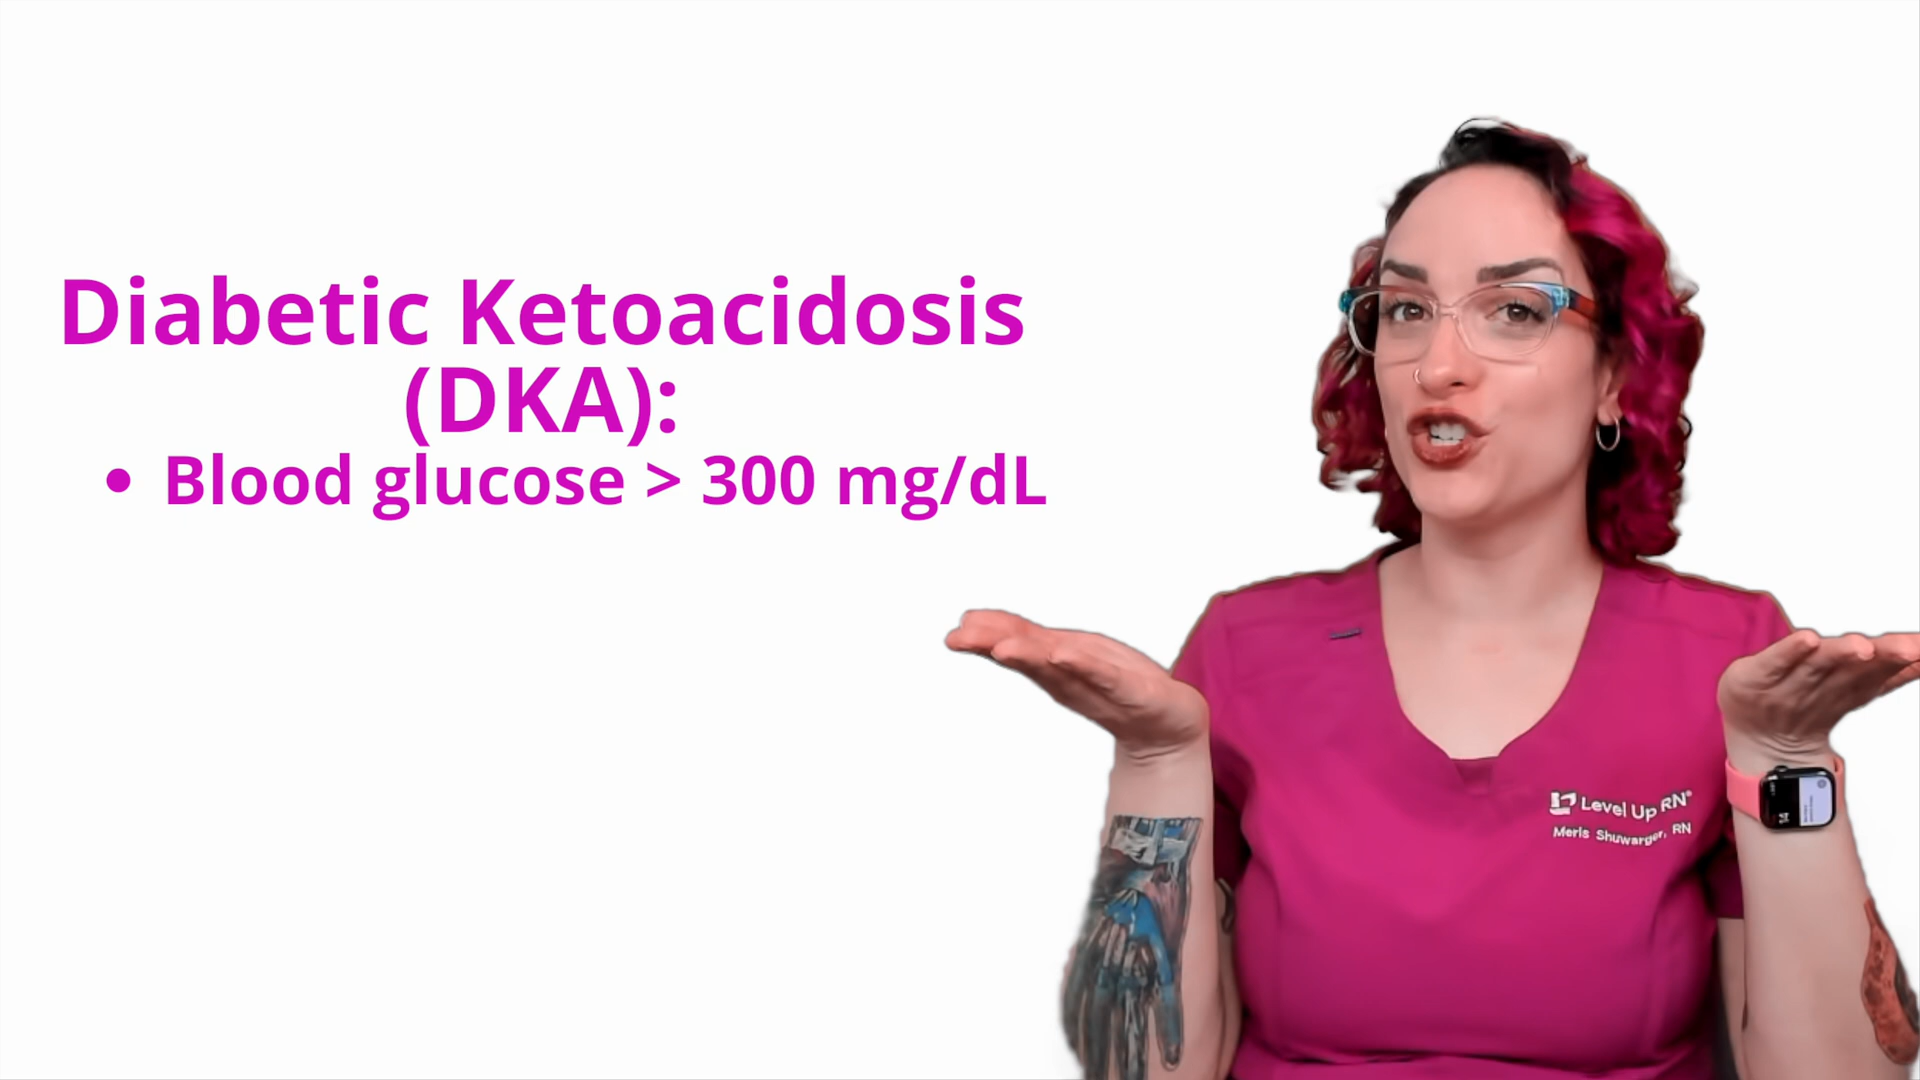 Diabetic Ketoacidosis
(DKA):
• Blood glucose > 300 mg/dL
Level Up RN®
Meris Shuwarger, RN